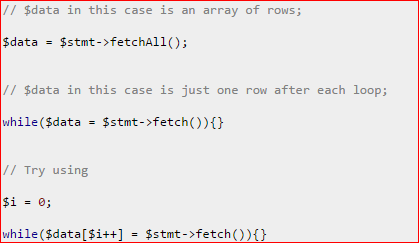 // $data in this case is an array of rows;
$data = $stmt->fetchAll();
// $data in this case is just one row after each loop;
while($data = $stmt->fetch()){}
// Try using
$i = 0;
while($data[$i++] = $stmt->fetch()){}